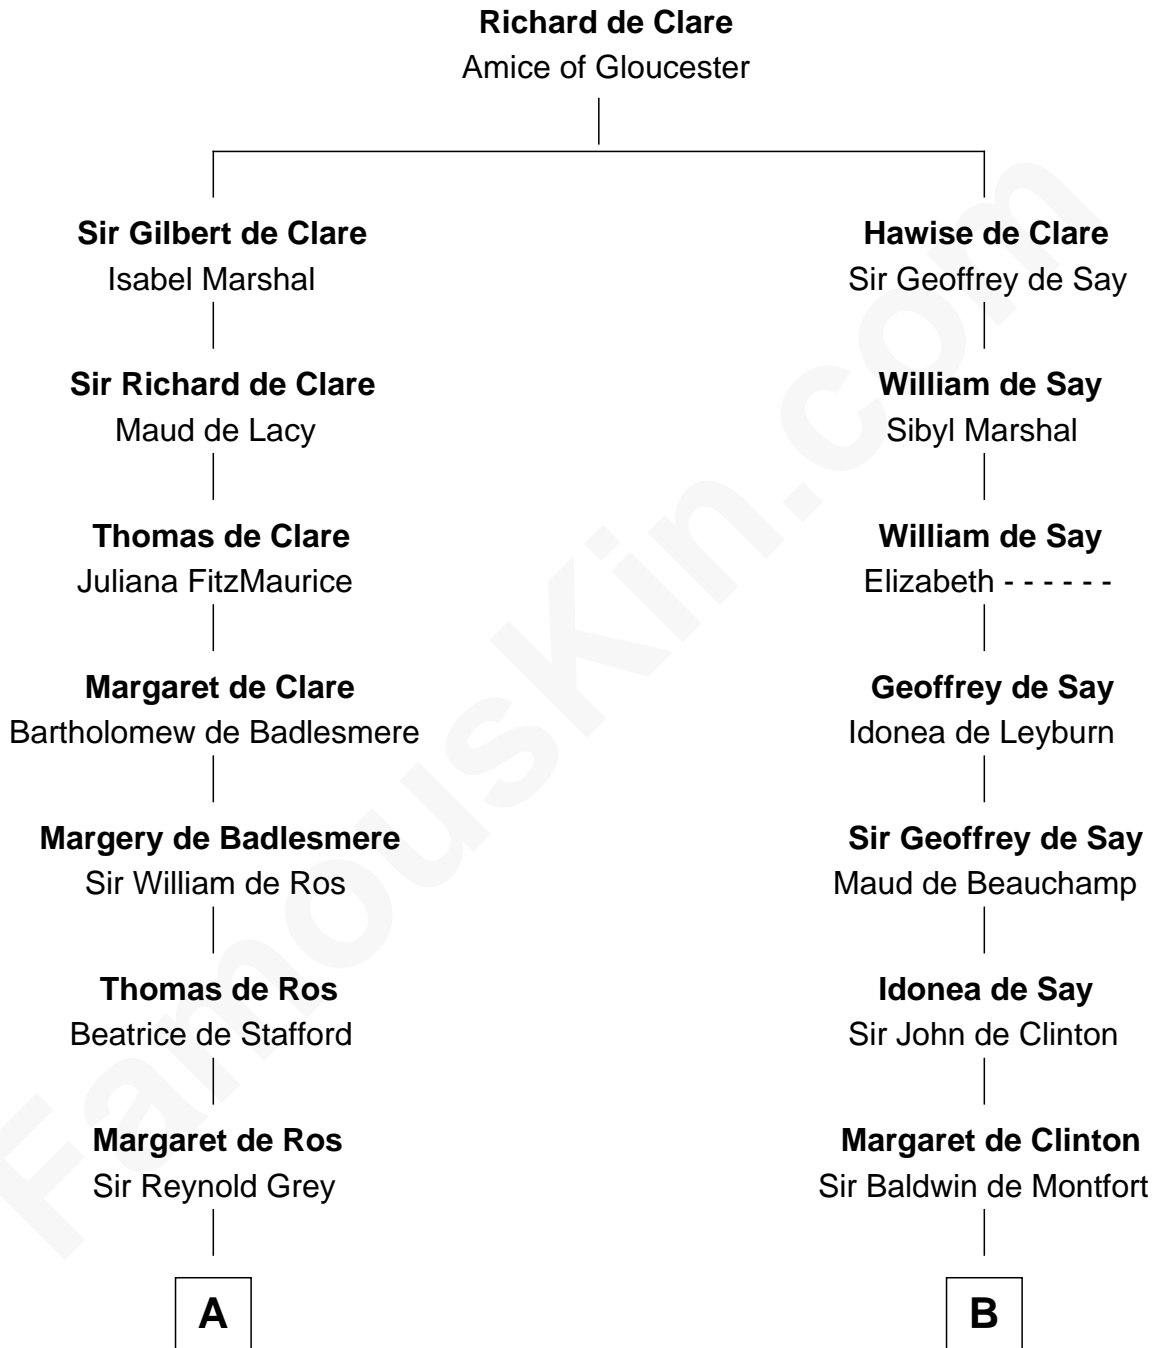 Richard de Clare
Amice of Gloucester
Sir Gilbert de Clare
Isabel Marshal
Sir Richard de Clare
Maud de Lacy
Thomas de Clare
Juliana FitzMaurice
Margaret de Clare
Bartholomew de Badlesmere
Margery de Badlesmere
Sir William de Ros
Thomas de Ros
Beatrice de Stafford
Margaret de Ros
Sir Reynold Grey
A
Hawise de Clare
Sir Geoffrey de Say
William de Say
Sibyl Marshal
William de Say
Elizabeth - - - - - -
Geoffrey de Say
Idonea de Leyburn
Sir Geoffrey de Say
Maud de Beauchamp
Idonea de Say
Sir John de Clinton
Margaret de Clinton
Sir Baldwin de Montfort
B
FamousKin.com